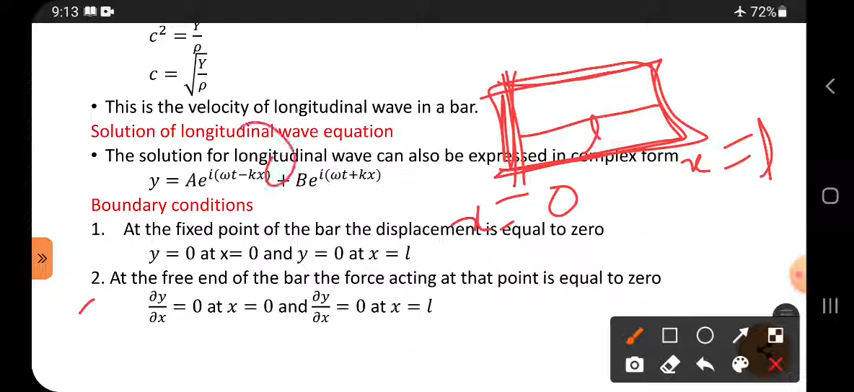 9:13 72%
c² = Y/ρ
c = √(Y/ρ)
• This is the velocity of longitudinal wave in a bar.
Solution of longitudinal wave equation
• The solution for longitudinal wave can also be expressed in complex form
y = Ae^{i(ωt−kx)} + Be^{i(ωt+kx)}
l
x = l
x = 0
Boundary conditions
1. At the fixed point of the bar the displacement is equal to zero
y = 0 at x= 0 and y = 0 at x = l
2. At the free end of the bar the force acting at that point is equal to zero
∂y/∂x = 0 at x = 0 and ∂y/∂x = 0 at x = l